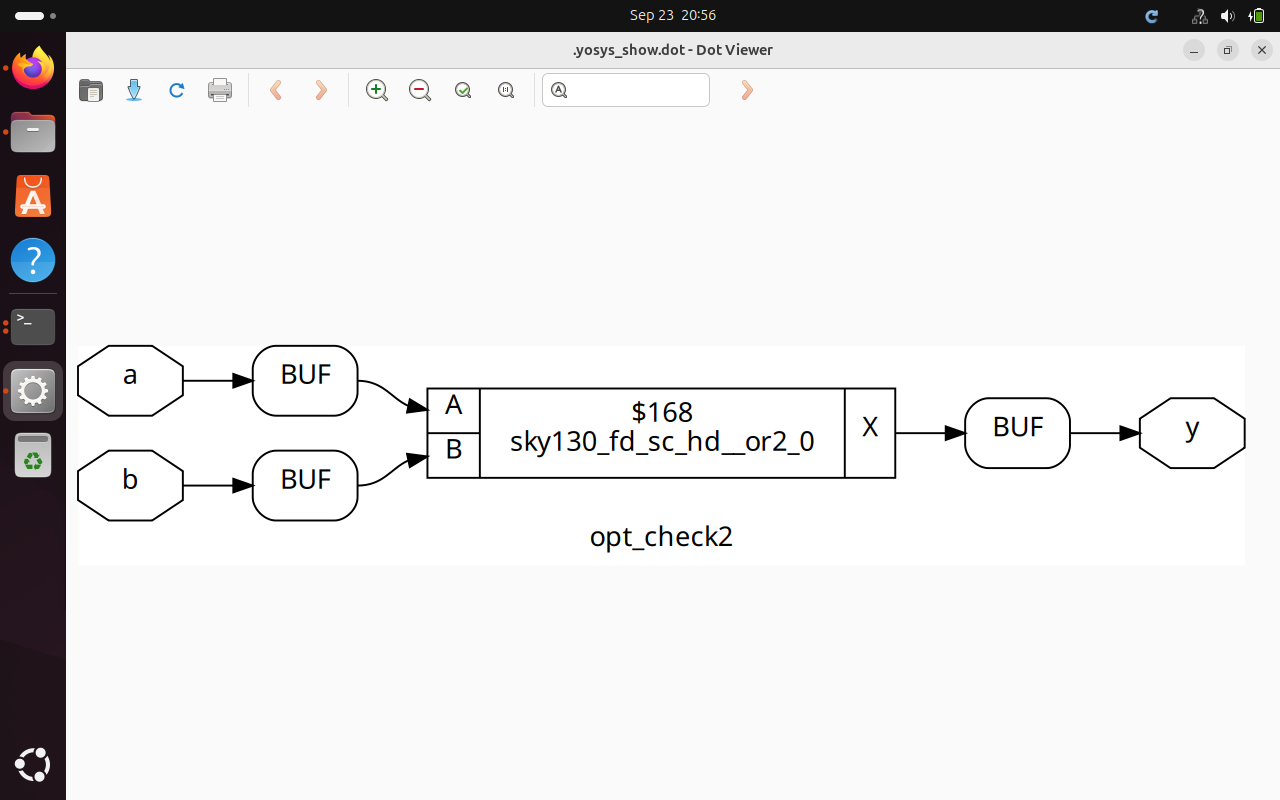 Sep 23 20:56
.yosys_show.dot - Dot Viewer
a
BUF
b
BUF
A
B
$168
sky130_fd_sc_hd__or2_0
X
BUF
y
opt_check2